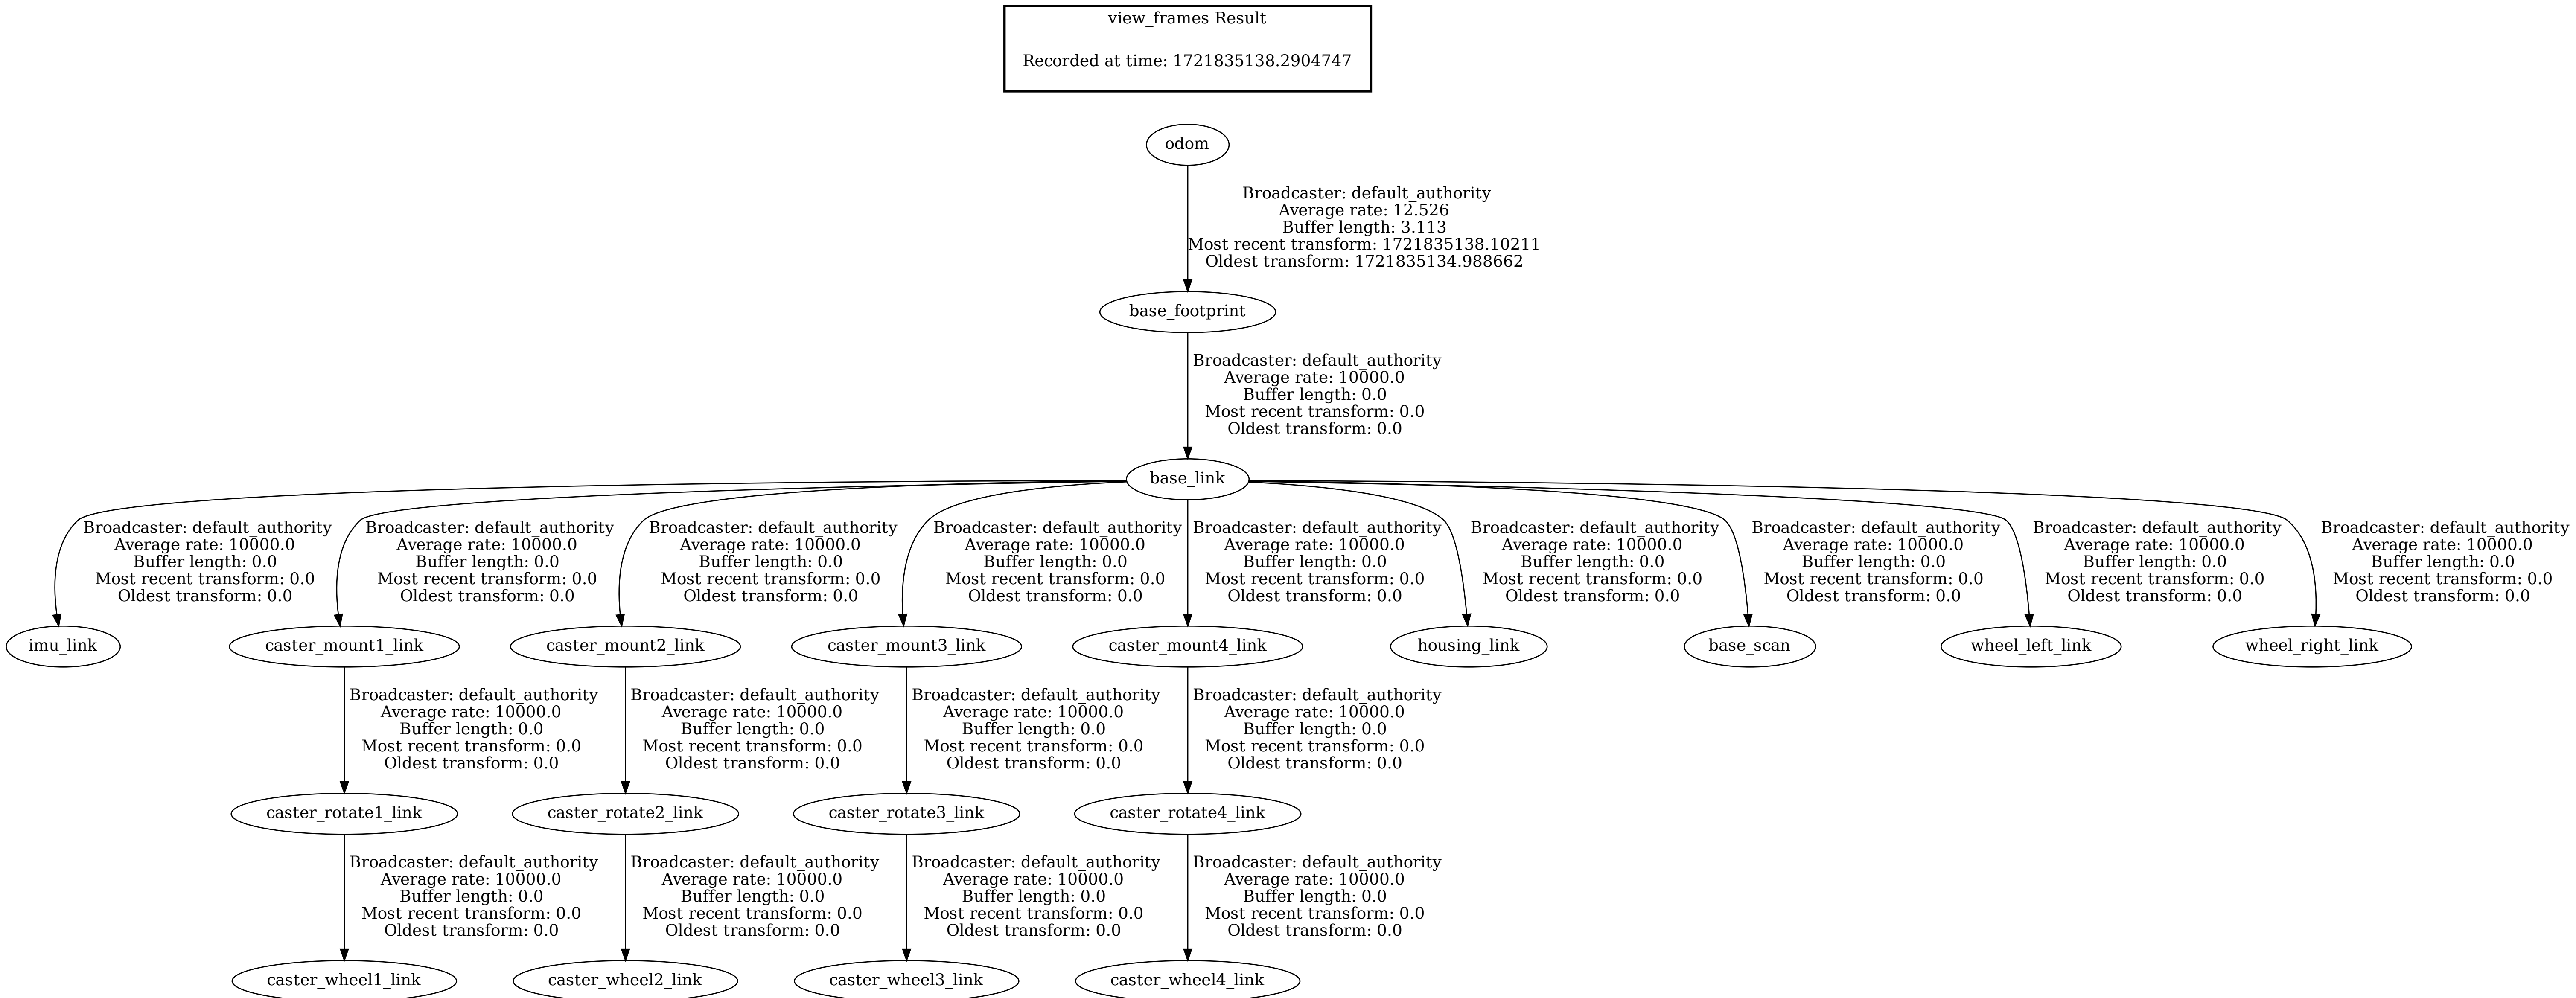 view_frames Result
Recorded at time: 1721835138.2904747
odom
Broadcaster: default_authority
Average rate: 12.526
Buffer length: 3.113
Most recent transform: 1721835138.10211
Oldest transform: 1721835134.988662
base_footprint
Broadcaster: default_authority
Average rate: 10000.0
Buffer length: 0.0
Most recent transform: 0.0
Oldest transform: 0.0
base_link
Broadcaster: default_authority
Average rate: 10000.0
Buffer length: 0.0
Most recent transform: 0.0
Oldest transform: 0.0
Broadcaster: default_authority
Average rate: 10000.0
Buffer length: 0.0
Most recent transform: 0.0
Oldest transform: 0.0
Broadcaster: default_authority
Average rate: 10000.0
Buffer length: 0.0
Most recent transform: 0.0
Oldest transform: 0.0
Broadcaster: default_authority
Average rate: 10000.0
Buffer length: 0.0
Most recent transform: 0.0
Oldest transform: 0.0
Broadcaster: default_authority
Average rate: 10000.0
Buffer length: 0.0
Most recent transform: 0.0
Oldest transform: 0.0
Broadcaster: default_authority
Average rate: 10000.0
Buffer length: 0.0
Most recent transform: 0.0
Oldest transform: 0.0
Broadcaster: default_authority
Average rate: 10000.0
Buffer length: 0.0
Most recent transform: 0.0
Oldest transform: 0.0
Broadcaster: default_authority
Average rate: 10000.0
Buffer length: 0.0
Most recent transform: 0.0
Oldest transform: 0.0
Broadcaster: default_authority
Average rate: 10000.0
Buffer length: 0.0
Most recent transform: 0.0
Oldest transform: 0.0
imu_link
caster_mount1_link
caster_mount2_link
caster_mount3_link
caster_mount4_link
housing_link
base_scan
wheel_left_link
wheel_right_link
Broadcaster: default_authority
Average rate: 10000.0
Buffer length: 0.0
Most recent transform: 0.0
Oldest transform: 0.0
Broadcaster: default_authority
Average rate: 10000.0
Buffer length: 0.0
Most recent transform: 0.0
Oldest transform: 0.0
Broadcaster: default_authority
Average rate: 10000.0
Buffer length: 0.0
Most recent transform: 0.0
Oldest transform: 0.0
Broadcaster: default_authority
Average rate: 10000.0
Buffer length: 0.0
Most recent transform: 0.0
Oldest transform: 0.0
caster_rotate1_link
caster_rotate2_link
caster_rotate3_link
caster_rotate4_link
Broadcaster: default_authority
Average rate: 10000.0
Buffer length: 0.0
Most recent transform: 0.0
Oldest transform: 0.0
Broadcaster: default_authority
Average rate: 10000.0
Buffer length: 0.0
Most recent transform: 0.0
Oldest transform: 0.0
Broadcaster: default_authority
Average rate: 10000.0
Buffer length: 0.0
Most recent transform: 0.0
Oldest transform: 0.0
Broadcaster: default_authority
Average rate: 10000.0
Buffer length: 0.0
Most recent transform: 0.0
Oldest transform: 0.0
caster_wheel1_link
caster_wheel2_link
caster_wheel3_link
caster_wheel4_link